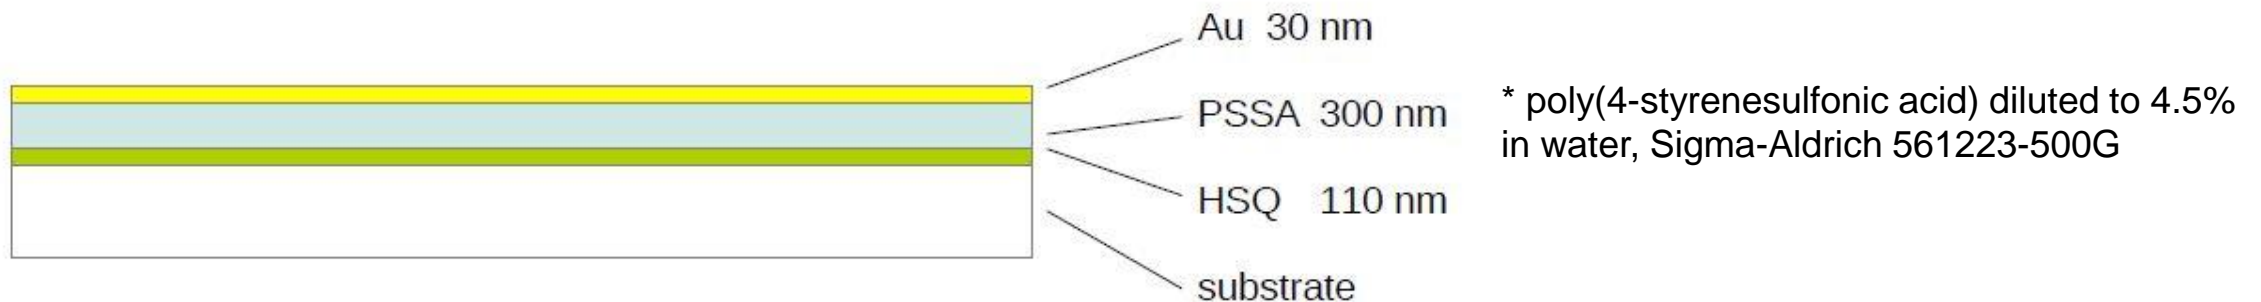 Au 30 nm
PSSA 300 nm
HSQ 110 nm
substrate
* poly(4-styrenesulfonic acid) diluted to 4.5%
in water, Sigma-Aldrich 561223-500G